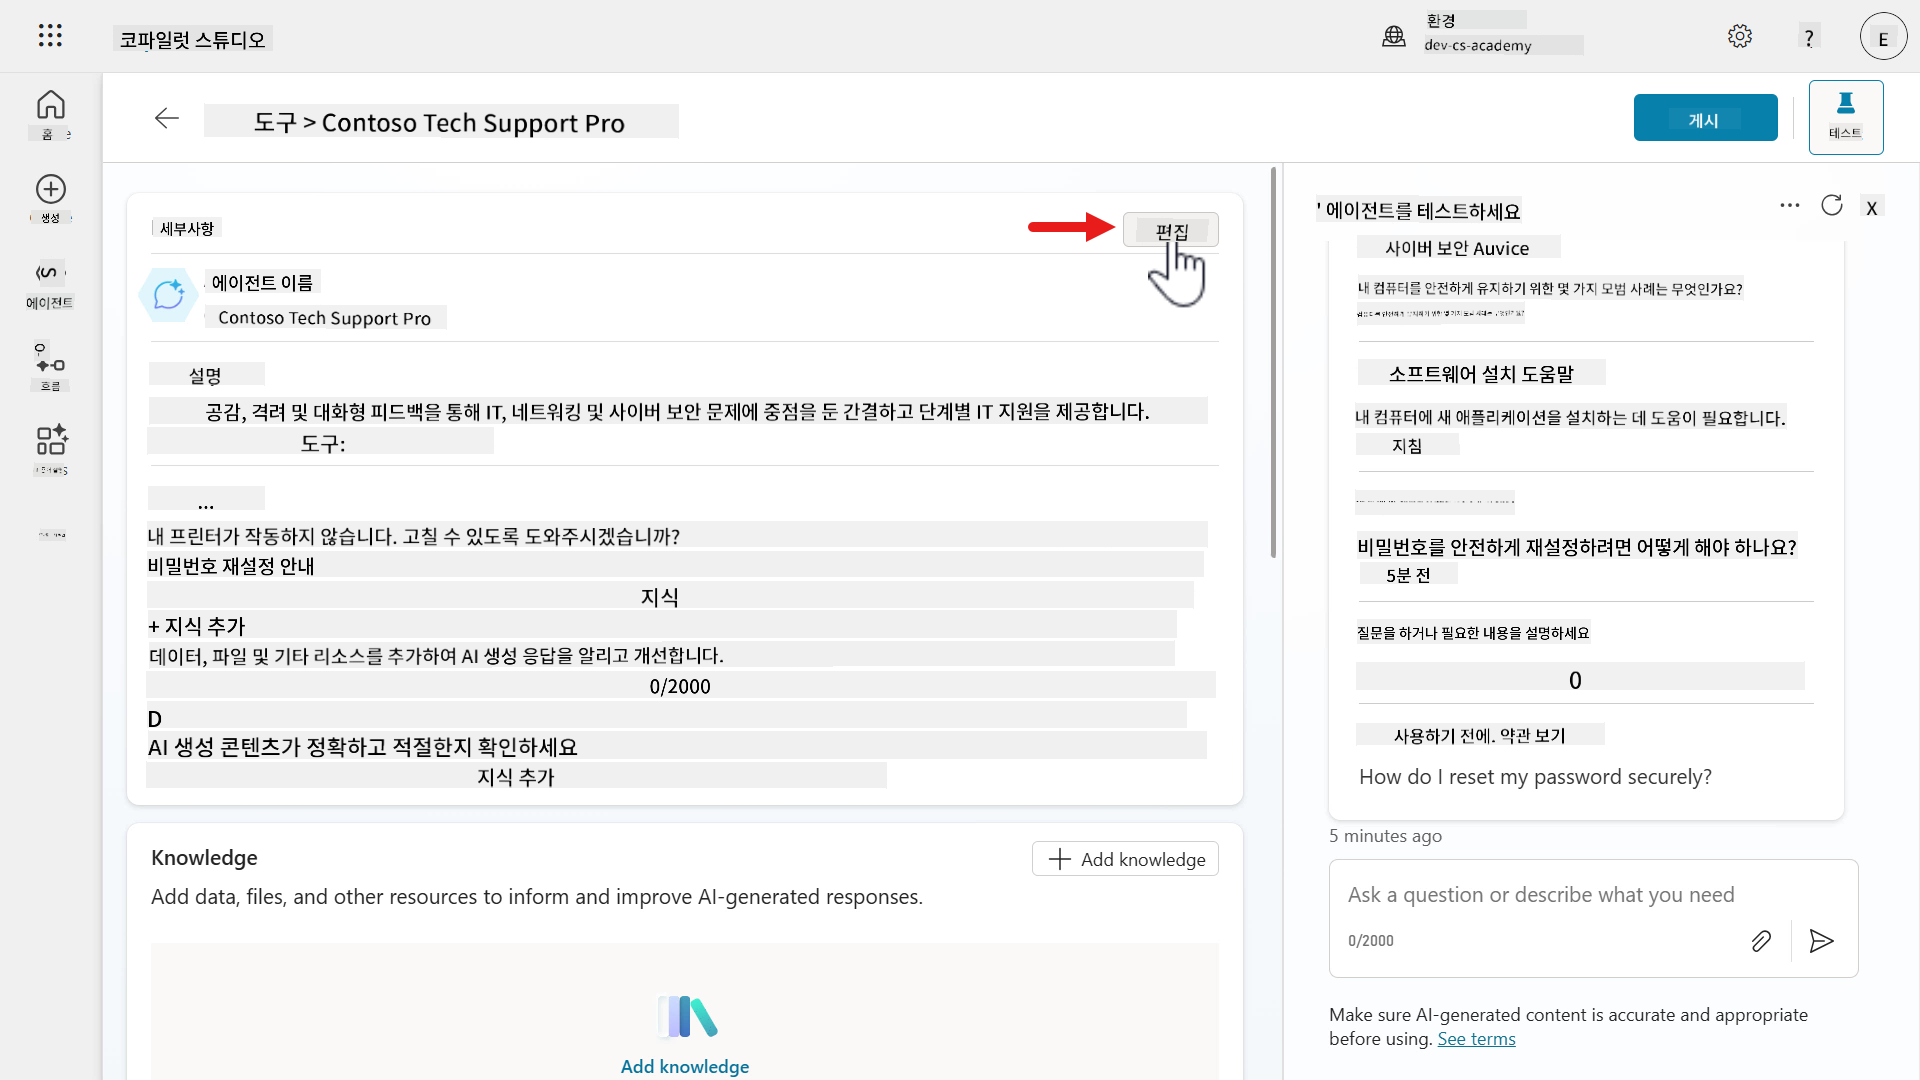 코파일럿 스튜디오
환경
dev-cs-academy
?
E
홈
생성
에이전트
흐름
도구 > Contoso Tech Support Pro
게시
테스트
세부사항
편집
에이전트 이름
Contoso Tech Support Pro
설명
공감, 격려 및 대화형 피드백을 통해 IT, 네트워킹 및 사이버 보안 문제에 중점을 둔 간결하고 단계별 IT 지원을 제공합니다.
도구:
...
내 프린터가 작동하지 않습니다. 고칠 수 있도록 도와주시겠습니까?
비밀번호 재설정 안내
지식
+ 지식 추가
데이터, 파일 및 기타 리소스를 추가하여 AI 생성 응답을 알리고 개선합니다.
0/2000
D
AI 생성 콘텐츠가 정확하고 적절한지 확인하세요
지식 추가
Knowledge
Add knowledge
Add data, files, and other resources to inform and improve AI-generated responses.
Add knowledge
' 에이전트를 테스트하세요
X
사이버 보안 Auvice
내 컴퓨터를 안전하게 유지하기 위한 몇 가지 모범 사례는 무엇인가요?
소프트웨어 설치 도움말
내 컴퓨터에 새 애플리케이션을 설치하는 데 도움이 필요합니다.
지침
비밀번호를 안전하게 재설정하려면 어떻게 해야 하나요?
5분 전
질문을 하거나 필요한 내용을 설명하세요
0
사용하기 전에. 약관 보기
How do I reset my password securely?
5 minutes ago
Ask a question or describe what you need
0/2000
Make sure AI-generated content is accurate and appropriate
before using. See terms